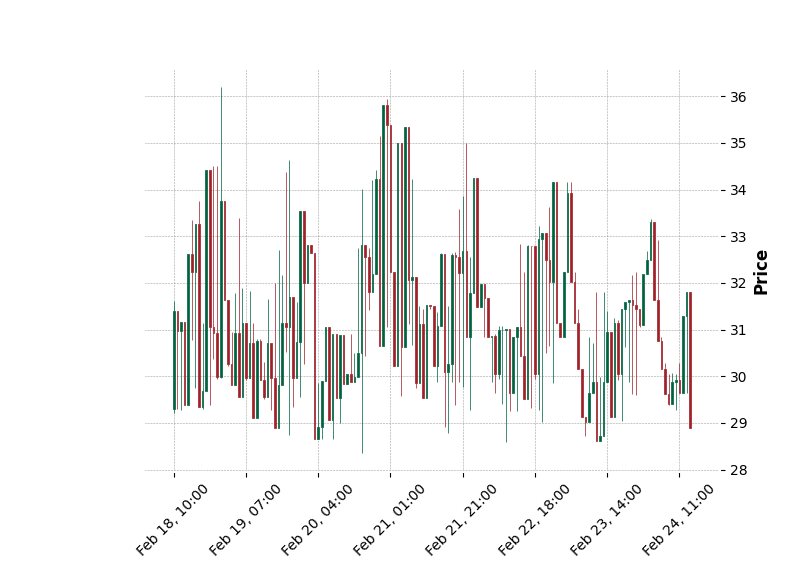 36
35
34
33
32
31
30
29
28
Price
Feb 18, 10:00
Feb 19, 07:00
Feb 20, 04:00
Feb 21, 01:00
Feb 21, 21:00
Feb 22, 18:00
Feb 23, 14:00
Feb 24, 11:00